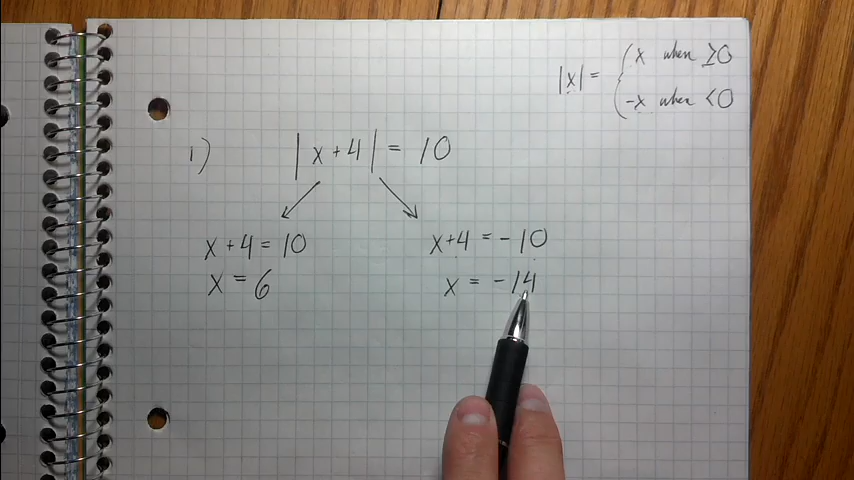 |x| = { x when ≥0
-x when <0
1) |x+4| = 10
x+4=10
x+4 = -10
x = 6
x = -14